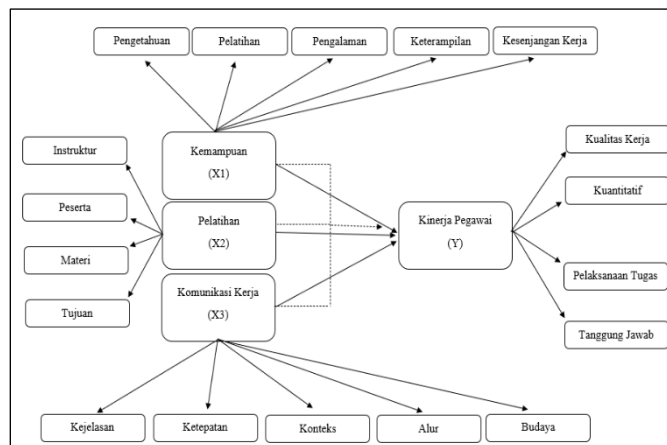 Pengetahuan
Pelatihan
Pengalaman
Keterampilan
Kesenjangan Kerja
Instruktur
Peserta
Materi
Tujuan
Kemampuan
(X1)
Pelatihan
(X2)
Komunikasi Kerja
(X3)
Kinerja Pegawai
(Y)
Kualitas Kerja
Kuantitatif
Pelaksanaan Tugas
Tanggung Jawab
Kejelasan
Ketepatan
Konteks
Alur
Budaya